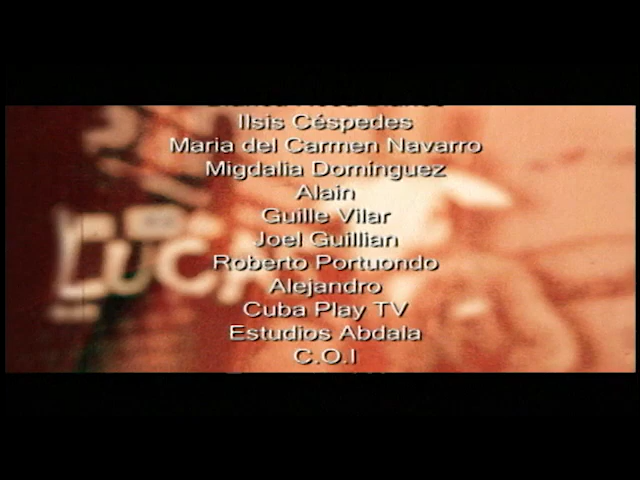 Ilsis Céspedes
Maria del Carmen Navarro
Migdalia Domínguez
Alain
Guille Vilar
Joel Guillian
Roberto Portuondo
Alejandro
Cuba Play TV
Estudios Abdala
C.O.I